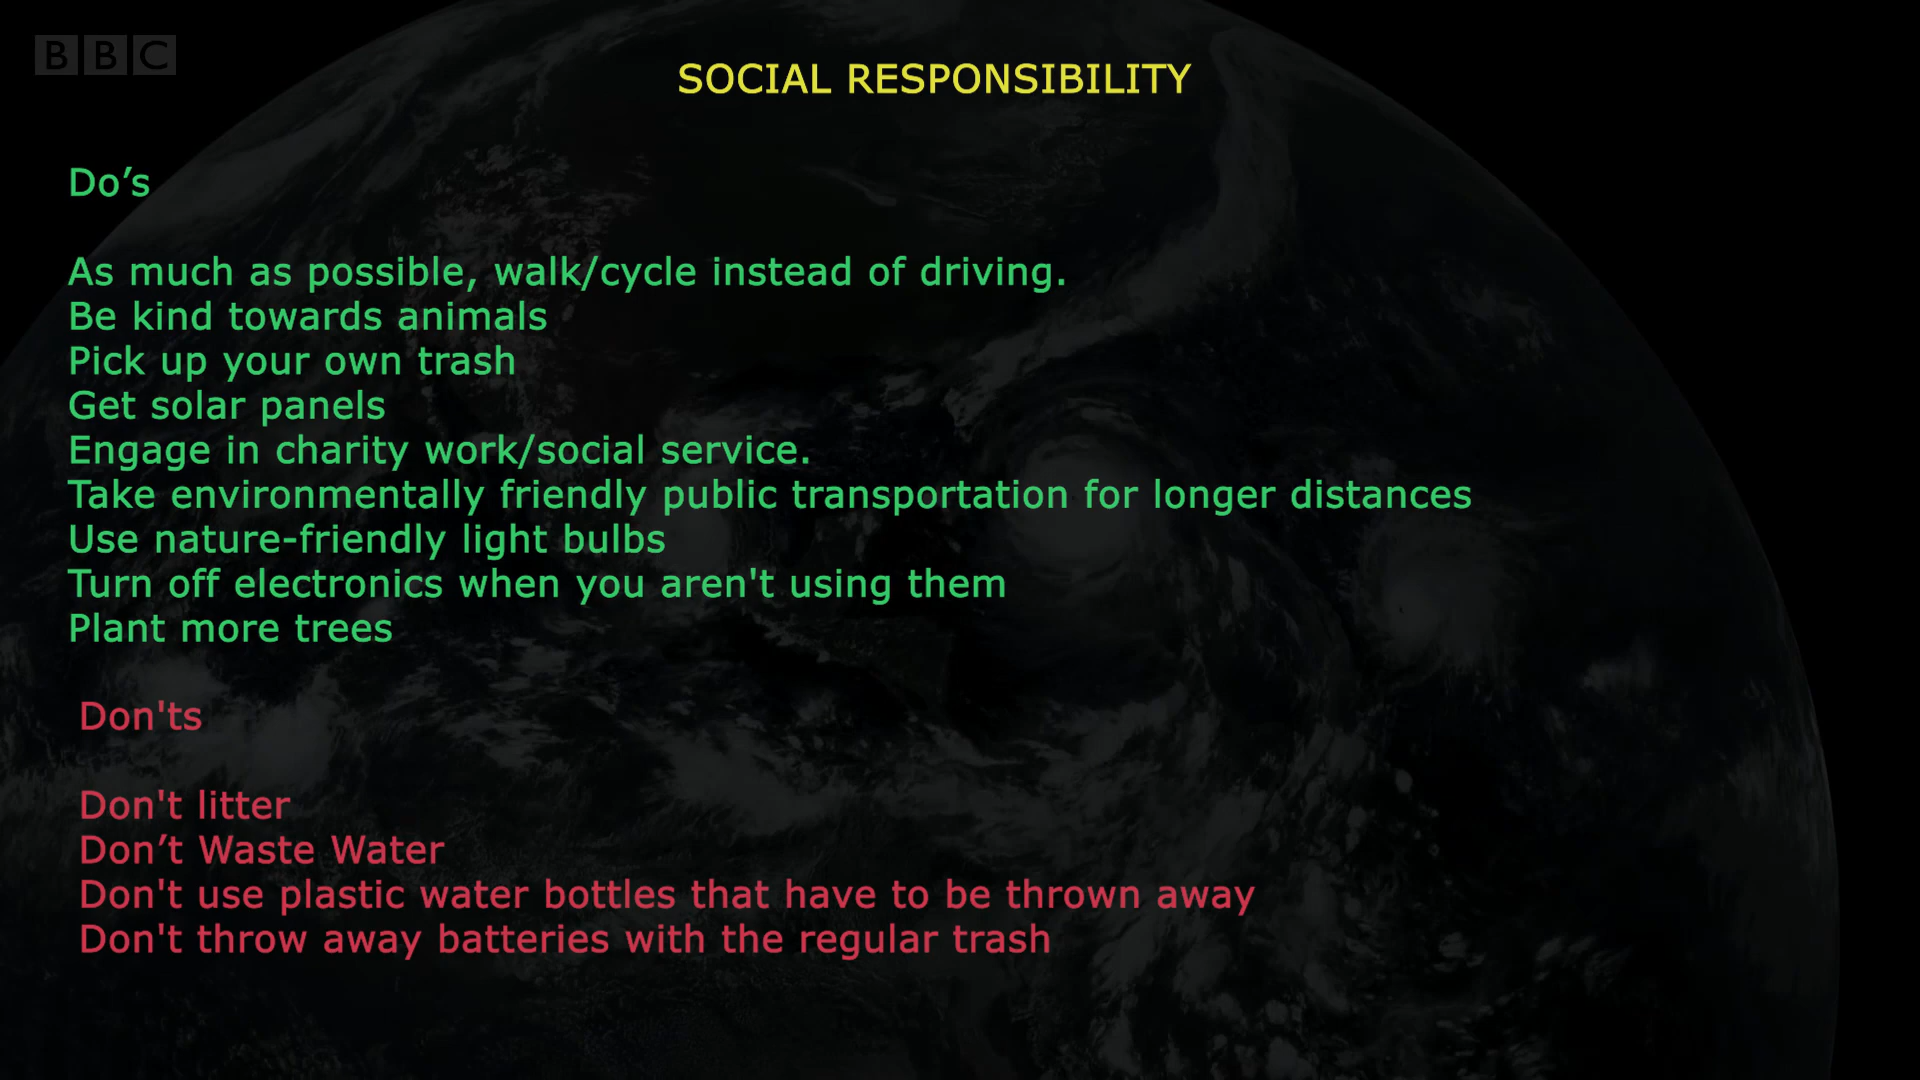 BBC
SOCIAL RESPONSIBILITY
Do’s
As much as possible, walk/cycle instead of driving.
Be kind towards animals
Pick up your own trash
Get solar panels
Engage in charity work/social service.
Take environmentally friendly public transportation for longer distances
Use nature-friendly light bulbs
Turn off electronics when you aren't using them
Plant more trees
Don'ts
Don't litter
Don’t Waste Water
Don't use plastic water bottles that have to be thrown away
Don't throw away batteries with the regular trash